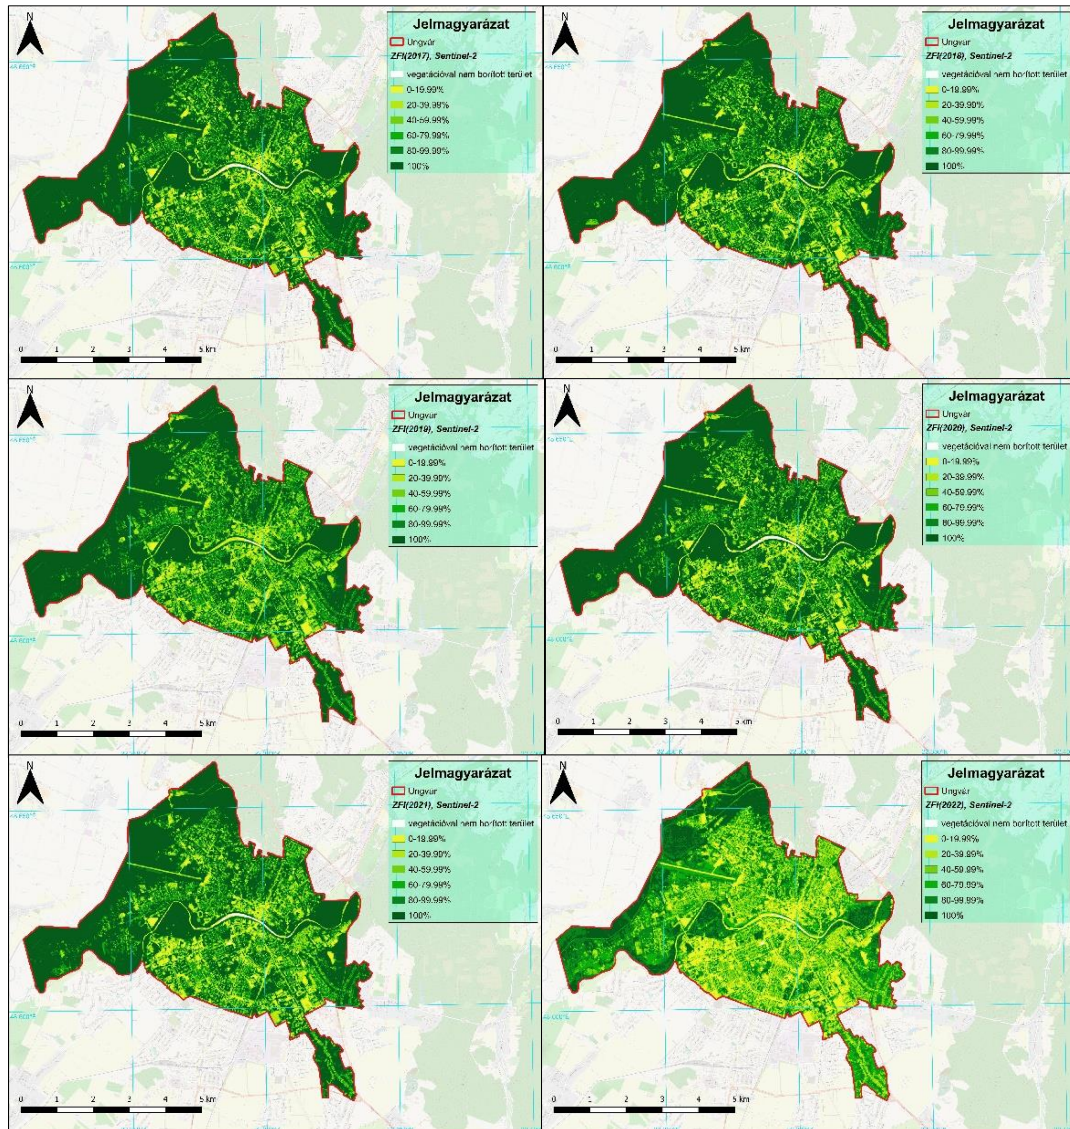 N
Jelmagyarázat
Ungvár
ZFI(2017), Sentinel-2
vegetációval nem borított terület
0-19.99%
20-39.99%
40-59.99%
60-79.99%
80-99.99%
100%
0 1 2 3 4 5 km
N
Jelmagyarázat
Ungvár
ZFI(2018), Sentinel-2
vegetációval nem borított terület
0-19.99%
20-39.99%
40-59.99%
60-79.99%
80-99.99%
100%
0 1 2 3 4 5 km
N
Jelmagyarázat
Ungvár
ZFI(2019), Sentinel-2
vegetációval nem borított terület
0-19.99%
20-39.99%
40-59.99%
60-79.99%
80-99.99%
100%
0 1 2 3 4 5 km
N
Jelmagyarázat
Ungvár
ZFI(2020), Sentinel-2
vegetációval nem borított terület
0-19.99%
20-39.99%
40-59.99%
60-79.99%
80-99.99%
100%
0 1 2 3 4 5 km
N
Jelmagyarázat
Ungvár
ZFI(2021), Sentinel-2
vegetációval nem borított terület
0-19.99%
20-39.99%
40-59.99%
60-79.99%
80-99.99%
100%
0 1 2 3 4 5 km
N
Jelmagyarázat
Ungvár
ZFI(2022), Sentinel-2
vegetációval nem borított terület
0-19.99%
20-39.99%
40-59.99%
60-79.99%
80-99.99%
100%
0 1 2 3 4 5 km